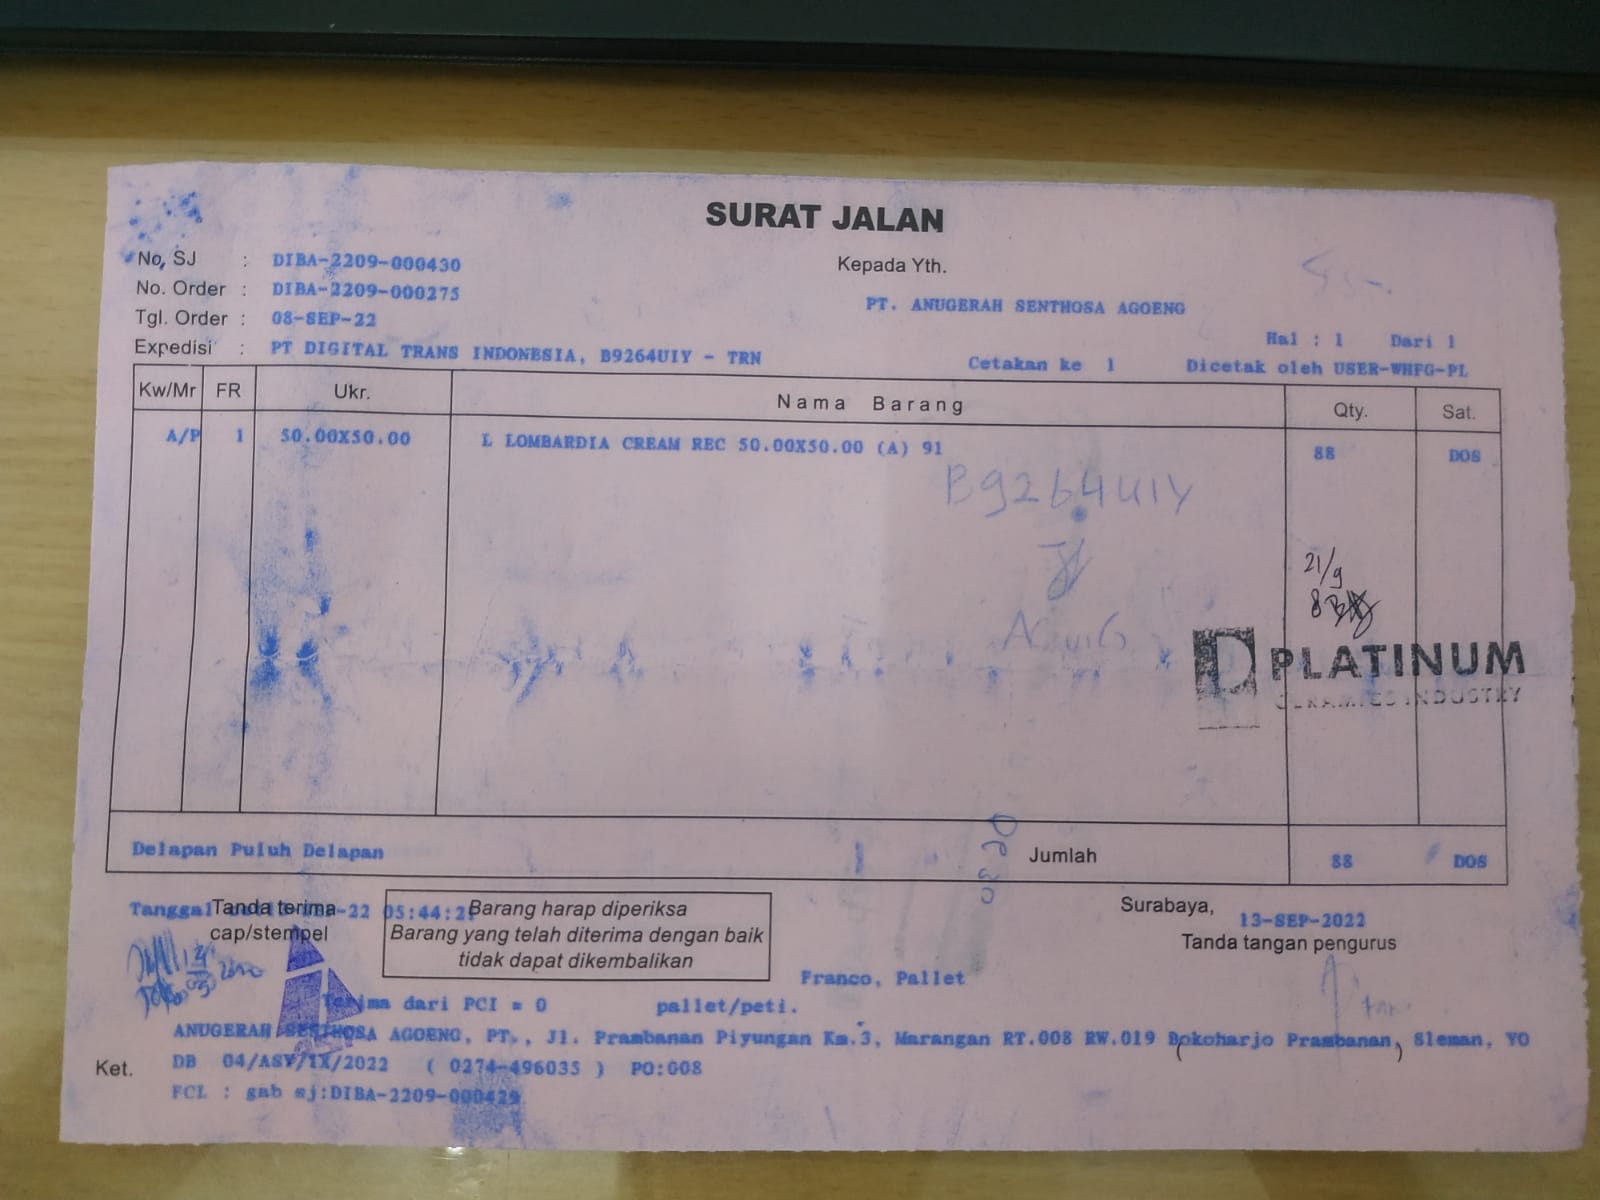 SURAT JALAN
No, SJ : DIBA-2209-000430
Kepada Yth.
No. Order : DIBA-2209-000275
PT. ANUGERAH SENTHOSA AGOENG
Tgl. Order : 08-SEP-22
Hal : 1 Dari 1
Expedisi : PT DIGITAL TRANS INDONESIA, B9264UIY - TRN
Cetakan ke 1 Dicetak oleh USER-WHFG-PL
Kw/Mr FR Ukr. Nama Barang Qty. Sat.
A/P 1 50.00X50.00 L LOMBARDIA CREAM REC 50.00X50.00 (A) 91 88 DOS
B9264UIY
21/9
PLATINUM
CERAMICS INDUSTRY
Delapan Puluh Delapan Jumlah 88 DOS
Tanggal
Tanda terima
-22 05:44:2
cap/stempel
Barang harap diperiksa
Barang yang telah diterima dengan baik
tidak dapat dikembalikan
Surabaya, 13-SEP-2022
Tanda tangan pengurus
Franco, Pallet
Terima dari PCI = 0 pallet/peti.
ANUGERAH SENTHOSA AGOENG, PT., Jl. Prambanan Piyungan Km.3, Marangan RT.008 RW.019 Bokoharjo Prambanan, Sleman, YO
( )
Ket. DB 04/ASY/IX/2022 ( 0274-496035 ) PO:008
FCL : gab sj:DIBA-2209-000429